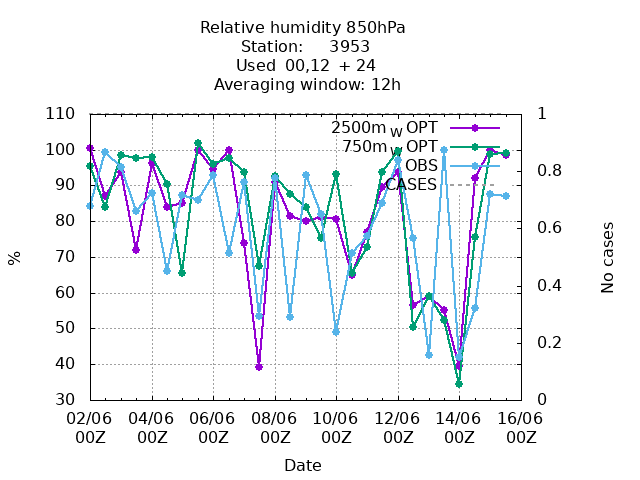 Relative humidity 850hPa
Station: 3953
Used 00,12 + 24
Averaging window: 12h
110 1
2500m_W OPT
100 750m_W OPT
OBS 0.8
90 CASES
80
0.6
70
% No cases
60
0.4
50
40 0.2
30 0
02/06 04/06 06/06 08/06 10/06 12/06 14/06 16/06
00Z 00Z 00Z 00Z 00Z 00Z 00Z 00Z
Date